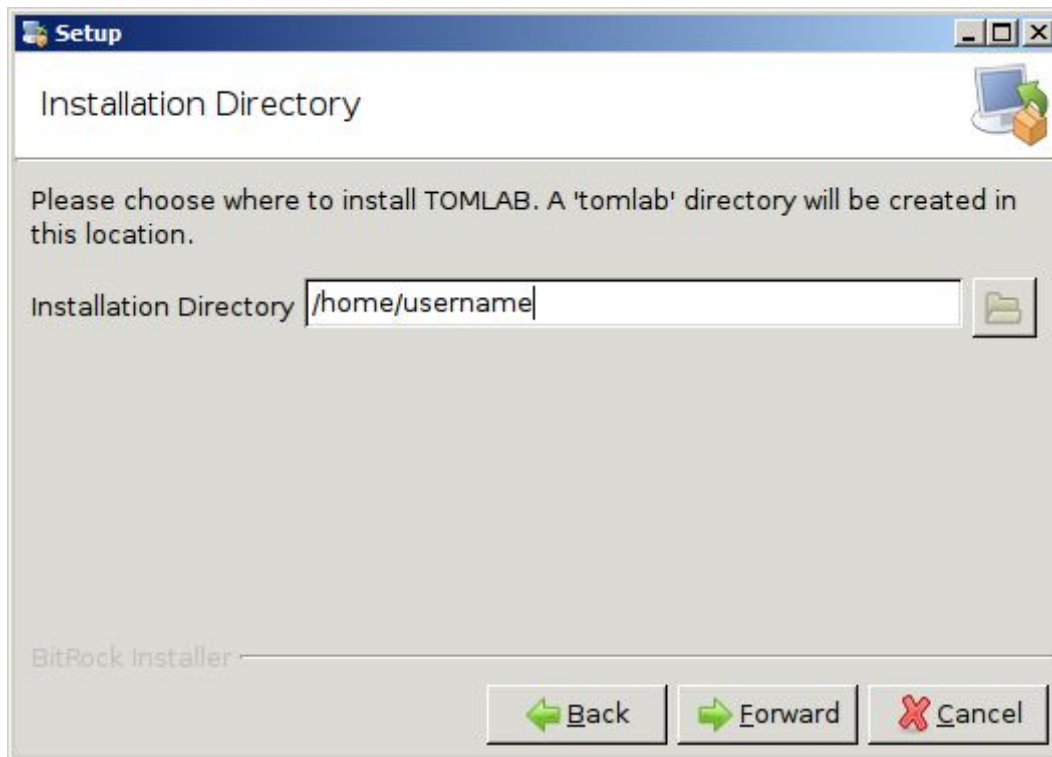 Setup
Installation Directory
Please choose where to install TOMLAB. A 'tomlab' directory will be created in
this location.
Installation Directory /home/username
BitRock Installer
Back Forward Cancel